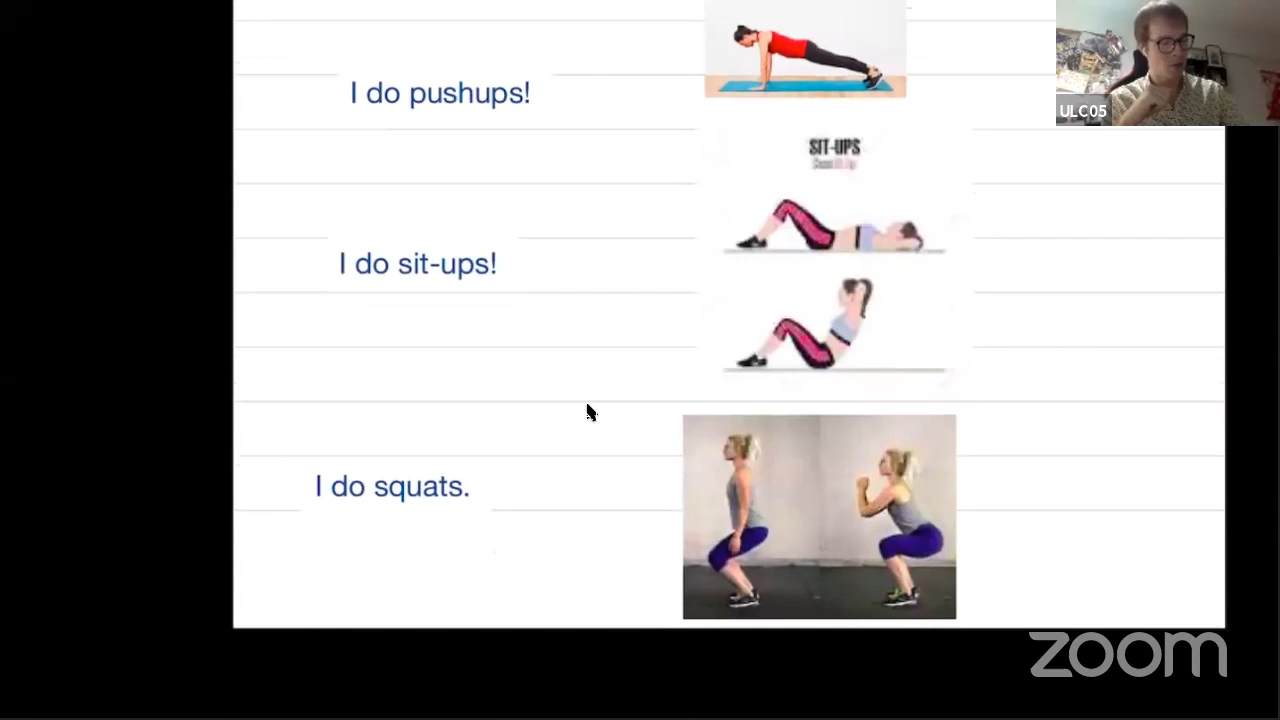 I do pushups!
ULC05
SIT-UPS
I do sit-ups!
I do squats.
zoom